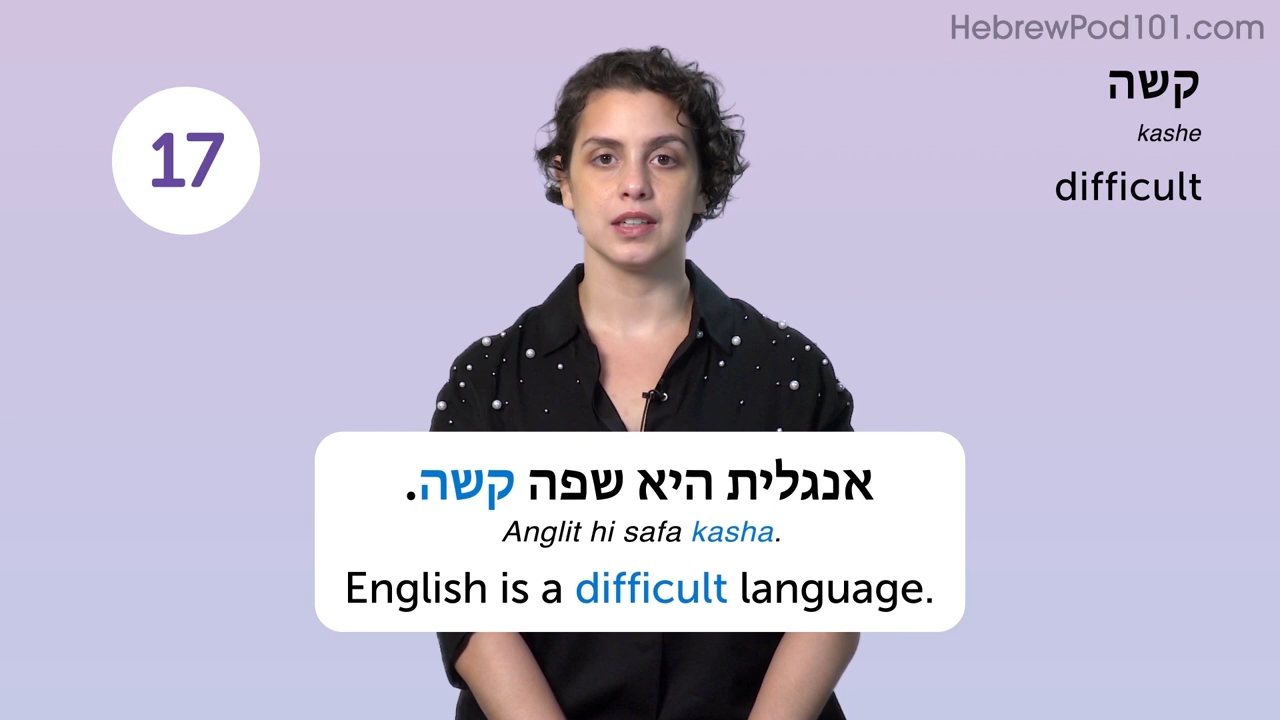 HebrewPod101.com
17
קשה
kashe
difficult
אנגלית היא שפה קשה.
Anglit hi safa kasha.
English is a difficult language.